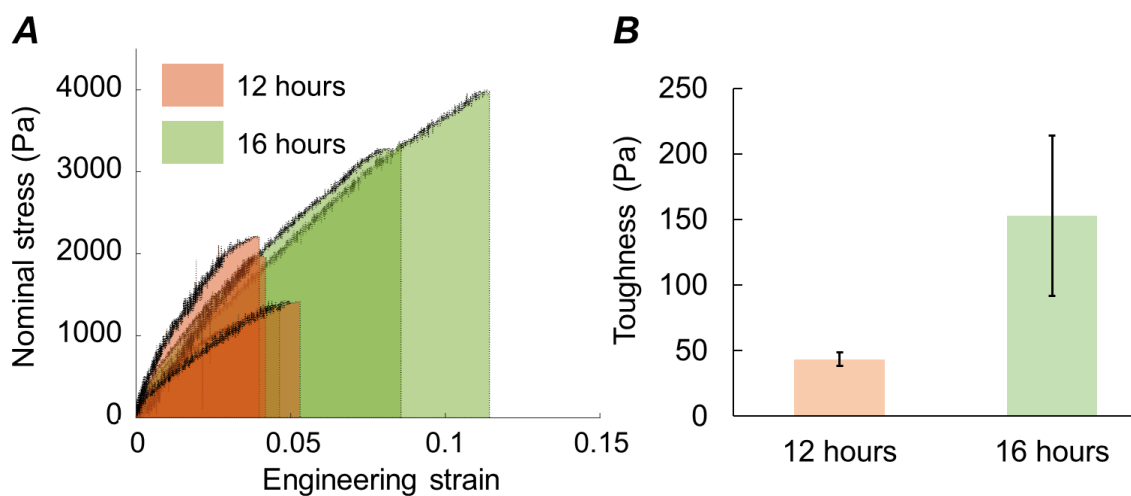 A
Nominal stress (Pa)
4000
3000
2000
1000
0
12 hours
16 hours
0
0.05
0.1
0.15
Engineering strain
B
Toughness (Pa)
250
200
150
100
50
0
12 hours
16 hours